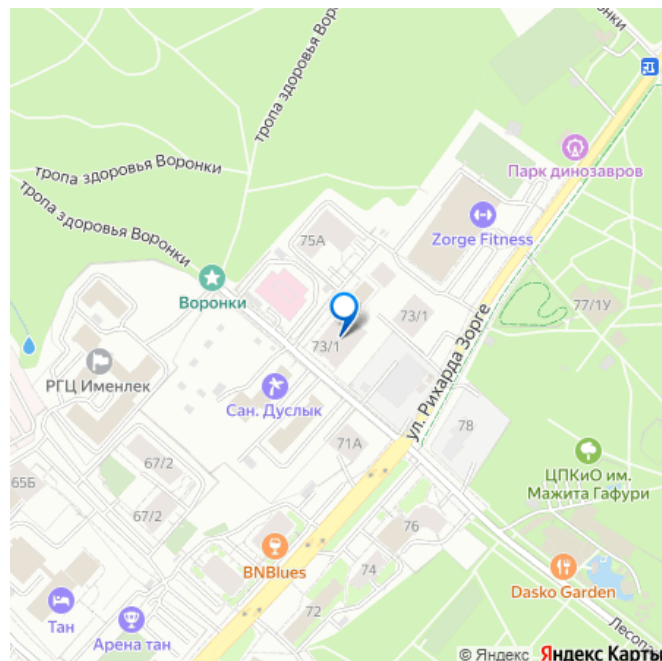 ронки
тропа здоровья Воронки
Парк динозавров
тропа здоровья Воронки
тропа здоровья Воронки
Zorge Fitness
75А
Воронки
77/1У
73/1
ул. Рихарда Зорге
73/1
РГЦ Именлек
Сан. Дуслык
78
71А
ЦПКиО им.
Мажита Гафури
67/2
65Б
67/2
76
BNBlues
74
Dasko Garden
72
Тан
Арена тан
Лесопа
© Яндекс Яндекс Карты